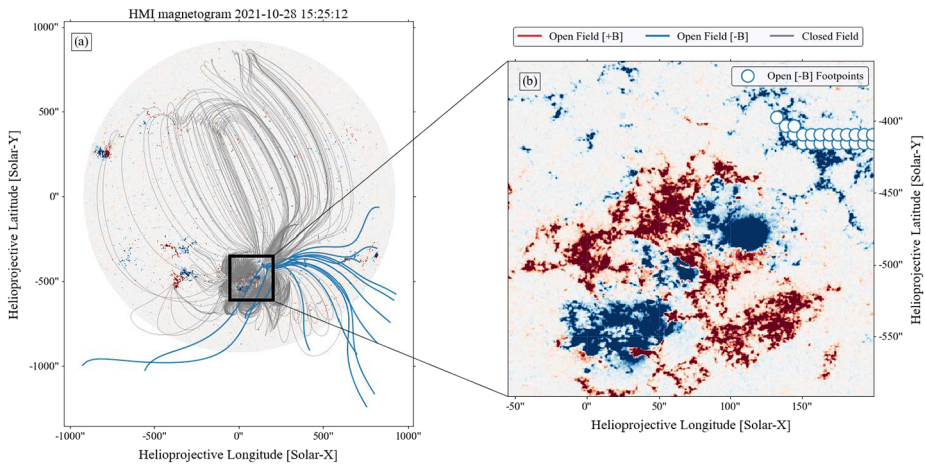 HMI magnetogram 2021-10-28 15:25:12
(a)
1000"
500"
0"
-500"
-1000"
Helioprojective Latitude [Solar-Y]
-1000"
-500"
0"
500"
1000"
Helioprojective Longitude [Solar-X]
Open Field [+B]
Open Field [-B]
Closed Field
(b)
Open [-B] Footpoints
-400"
-450"
-500"
-550"
Helioprojective Latitude [Solar-Y]
-50"
0"
50"
100"
150"
Helioprojective Longitude [Solar-X]